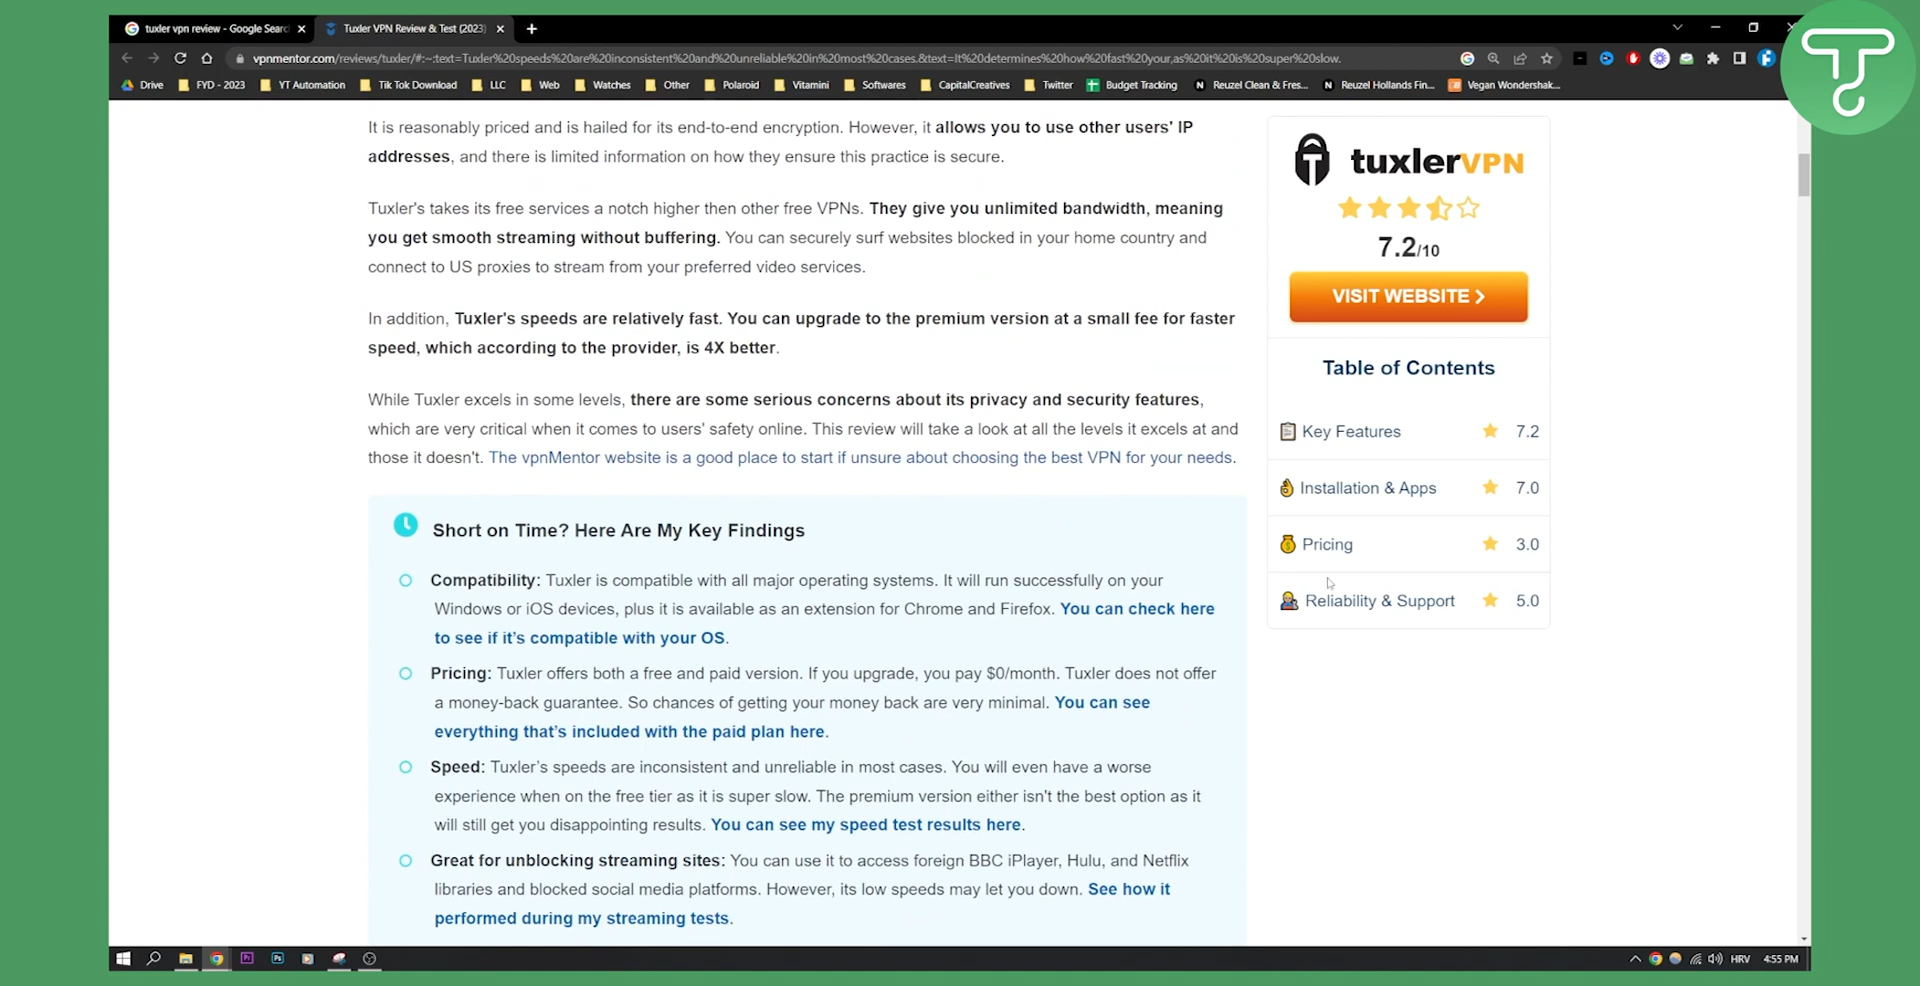 tuxler vpn review - Google Searc
Tuxler VPN Review & Test (2023)
vpnmentor.com/reviews/tuxler/#:~:text=Tuxler%20speeds%20are%20inconsistent%20and%20unreliable%20in%20most%20cases.&text=It%20determines%20how%20fast%20your,as%20it%20is%20super%20slow.
Drive FYD - 2023 YT Automation Tik Tok Download LLC Web Watches Other Polaroid Vitamini Softwares CapitalCreatives Twitter Budget Tracking Reuzel Clean & Fres... Reuzel Hollands Fin... Vegan Wondershak...
It is reasonably priced and is hailed for its end-to-end encryption. However, it allows you to use other users' IP
addresses, and there is limited information on how they ensure this practice is secure.
Tuxler's takes its free services a notch higher then other free VPNs. They give you unlimited bandwidth, meaning
you get smooth streaming without buffering. You can securely surf websites blocked in your home country and
connect to US proxies to stream from your preferred video services.
In addition, Tuxler's speeds are relatively fast. You can upgrade to the premium version at a small fee for faster
speed, which according to the provider, is 4X better.
While Tuxler excels in some levels, there are some serious concerns about its privacy and security features,
which are very critical when it comes to users' safety online. This review will take a look at all the levels it excels at and
those it doesn't. The vpnMentor website is a good place to start if unsure about choosing the best VPN for your needs.
Short on Time? Here Are My Key Findings
Compatibility: Tuxler is compatible with all major operating systems. It will run successfully on your
Windows or iOS devices, plus it is available as an extension for Chrome and Firefox. You can check here
to see if it's compatible with your OS.
Pricing: Tuxler offers both a free and paid version. If you upgrade, you pay $0/month. Tuxler does not offer
a money-back guarantee. So chances of getting your money back are very minimal. You can see
everything that's included with the paid plan here.
Speed: Tuxler's speeds are inconsistent and unreliable in most cases. You will even have a worse
experience when on the free tier as it is super slow. The premium version either isn't the best option as it
will still get you disappointing results. You can see my speed test results here.
Great for unblocking streaming sites: You can use it to access foreign BBC iPlayer, Hulu, and Netflix
libraries and blocked social media platforms. However, its low speeds may let you down. See how it
performed during my streaming tests.
tuxlerVPN
7.2/10
VISIT WEBSITE
Table of Contents
Key Features 7.2
Installation & Apps 7.0
Pricing 3.0
Reliability & Support 5.0
HRV 4:55 PM